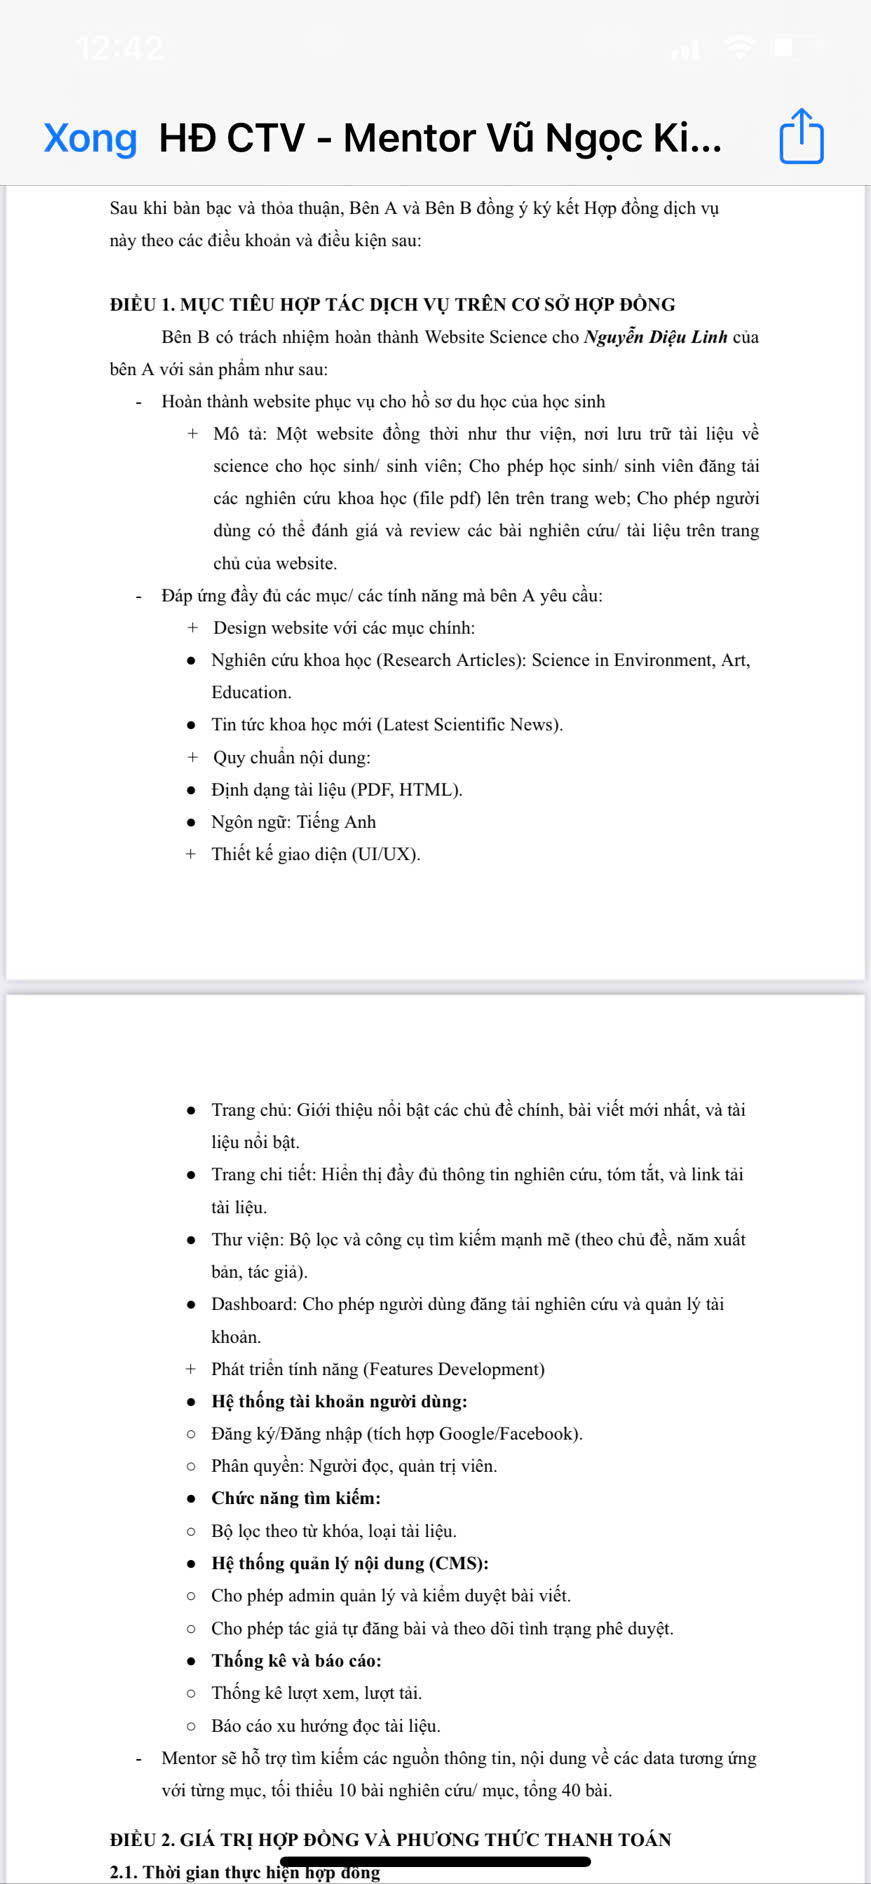 12:42
Xong HĐ CTV - Mentor Vũ Ngọc Ki...
Sau khi bàn bạc và thỏa thuận, Bên A và Bên B đồng ý ký kết Hợp đồng dịch vụ
này theo các điều khoản và điều kiện sau:
ĐIỀU 1. MỤC TIÊU HỢP TÁC DỊCH VỤ TRÊN CƠ SỞ HỢP ĐỒNG
Bên B có trách nhiệm hoàn thành Website Science cho Nguyễn Diệu Linh của
bên A với sản phẩm như sau:
- Hoàn thành website phục vụ cho hồ sơ du học của học sinh
+ Mô tả: Một website đồng thời như thư viện, nơi lưu trữ tài liệu về
science cho học sinh/ sinh viên; Cho phép học sinh/ sinh viên đăng tải
các nghiên cứu khoa học (file pdf) lên trên trang web; Cho phép người
dùng có thể đánh giá và review các bài nghiên cứu/ tài liệu trên trang
chủ của website.
- Đáp ứng đầy đủ các mục/ các tính năng mà bên A yêu cầu:
+ Design website với các mục chính:
● Nghiên cứu khoa học (Research Articles): Science in Environment, Art,
Education.
● Tin tức khoa học mới (Latest Scientific News).
+ Quy chuẩn nội dung:
● Định dạng tài liệu (PDF, HTML).
● Ngôn ngữ: Tiếng Anh
+ Thiết kế giao diện (UI/UX).
● Trang chủ: Giới thiệu nổi bật các chủ đề chính, bài viết mới nhất, và tài
liệu nổi bật.
● Trang chi tiết: Hiển thị đầy đủ thông tin nghiên cứu, tóm tắt, và link tải
tài liệu.
● Thư viện: Bộ lọc và công cụ tìm kiếm mạnh mẽ (theo chủ đề, năm xuất
bản, tác giả).
● Dashboard: Cho phép người dùng đăng tải nghiên cứu và quản lý tài
khoản.
+ Phát triển tính năng (Features Development)
● Hệ thống tài khoản người dùng:
○ Đăng ký/Đăng nhập (tích hợp Google/Facebook).
○ Phân quyền: Người đọc, quản trị viên.
● Chức năng tìm kiếm:
○ Bộ lọc theo từ khóa, loại tài liệu.
● Hệ thống quản lý nội dung (CMS):
○ Cho phép admin quản lý và kiểm duyệt bài viết.
○ Cho phép tác giả tự đăng bài và theo dõi tình trạng phê duyệt.
● Thống kê và báo cáo:
○ Thống kê lượt xem, lượt tải.
○ Báo cáo xu hướng đọc tài liệu.
- Mentor sẽ hỗ trợ tìm kiếm các nguồn thông tin, nội dung về các data tương ứng
với từng mục, tối thiểu 10 bài nghiên cứu/ mục, tổng 40 bài.
ĐIỀU 2. GIÁ TRỊ HỢP ĐỒNG VÀ PHƯƠNG THỨC THANH TOÁN
2.1. Thời gian thực hiện hợp đồng